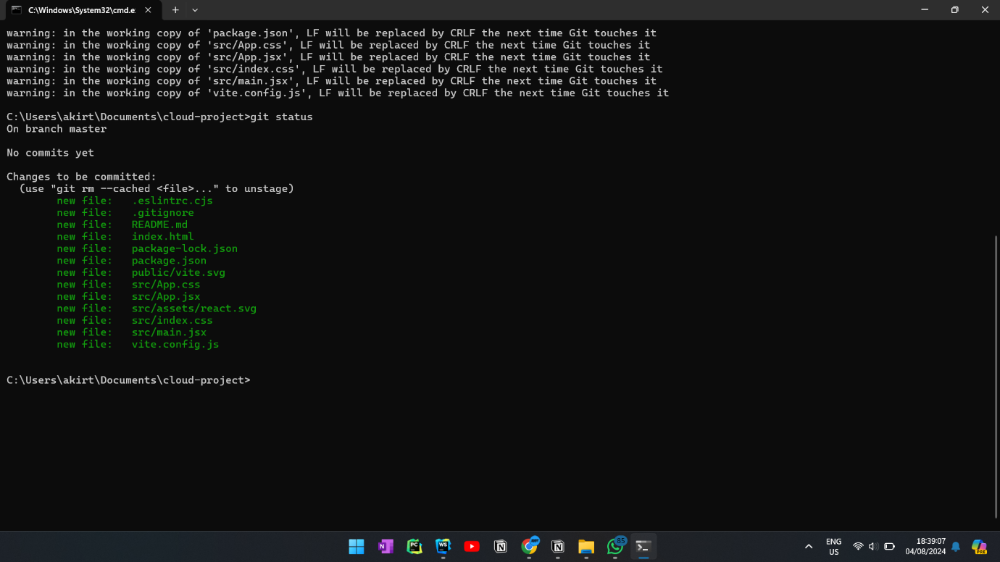 C:\Windows\System32\cmd.e
warning: in the working copy of 'package.json', LF will be replaced by CRLF the next time Git touches it
warning: in the working copy of 'src/App.css', LF will be replaced by CRLF the next time Git touches it
warning: in the working copy of 'src/App.jsx', LF will be replaced by CRLF the next time Git touches it
warning: in the working copy of 'src/index.css', LF will be replaced by CRLF the next time Git touches it
warning: in the working copy of 'src/main.jsx', LF will be replaced by CRLF the next time Git touches it
warning: in the working copy of 'vite.config.js', LF will be replaced by CRLF the next time Git touches it
C:\Users\akirt\Documents\cloud-project>git status
On branch master
No commits yet
Changes to be committed:
  (use "git rm --cached <file>..." to unstage)
        new file:   .eslintrc.cjs
        new file:   .gitignore
        new file:   README.md
        new file:   index.html
        new file:   package-lock.json
        new file:   package.json
        new file:   public/vite.svg
        new file:   src/App.css
        new file:   src/App.jsx
        new file:   src/assets/react.svg
        new file:   src/index.css
        new file:   src/main.jsx
        new file:   vite.config.js
C:\Users\akirt\Documents\cloud-project>
N
PC
WS
85
ENG
US
18:39:07
04/08/2024
PRE